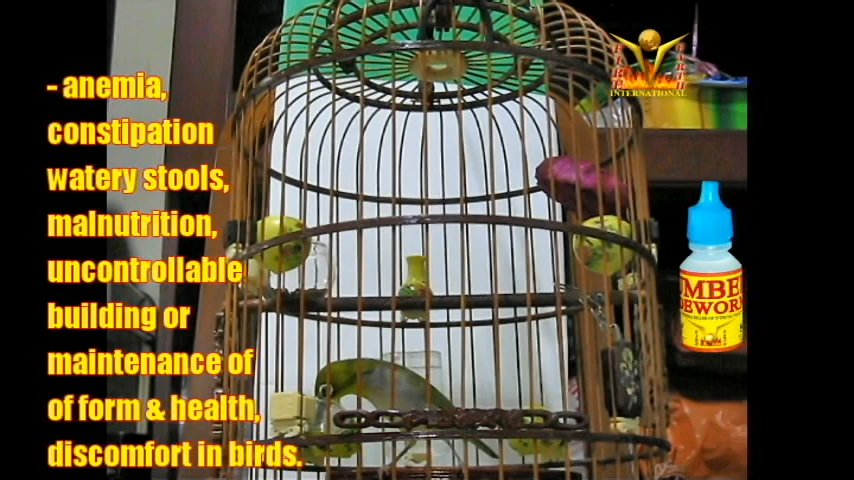 - anemia,
constipation
watery stools,
malnutrition,
uncontrollable
building or
maintenance of
of form & health,
discomfort in birds.
INTERNATIONAL